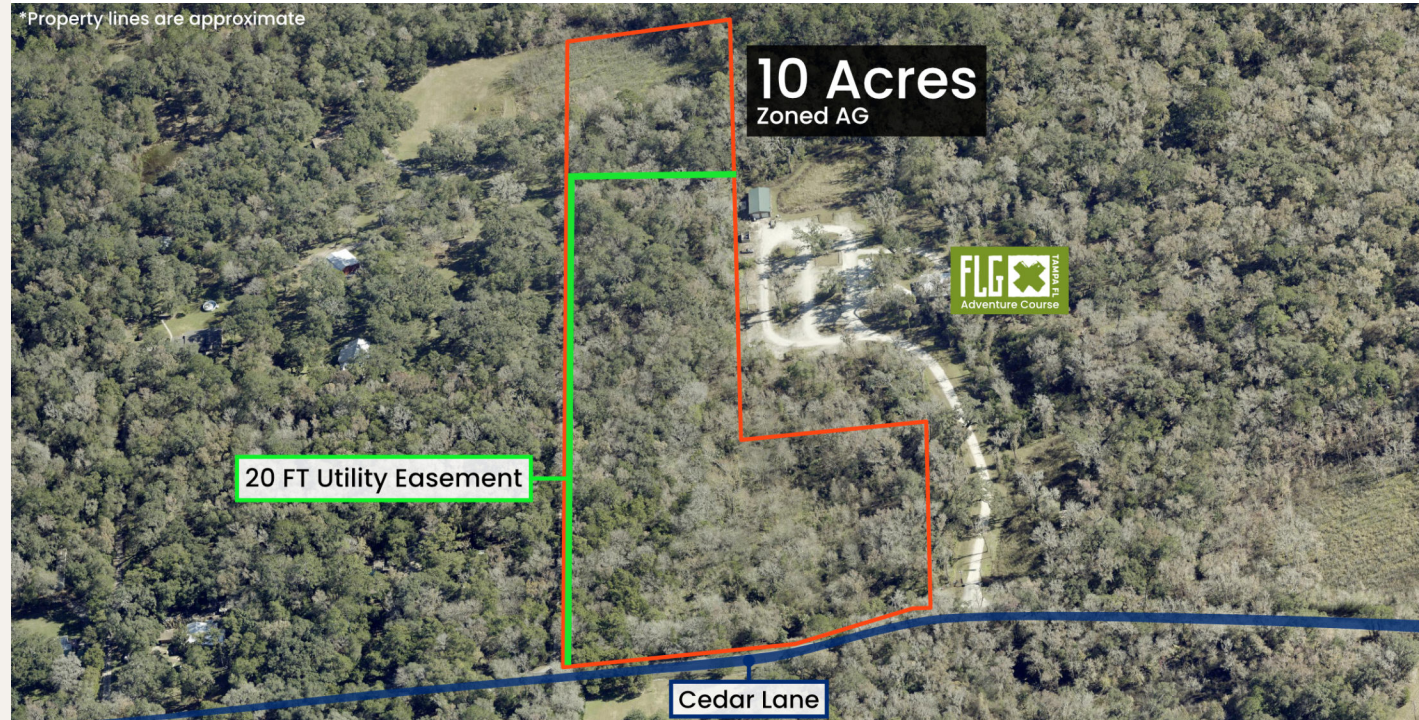 *Property lines are approximate
10 Acres
Zoned AG
FLG
TAMPA FL
Adventure Course
20 FT Utility Easement
Cedar Lane